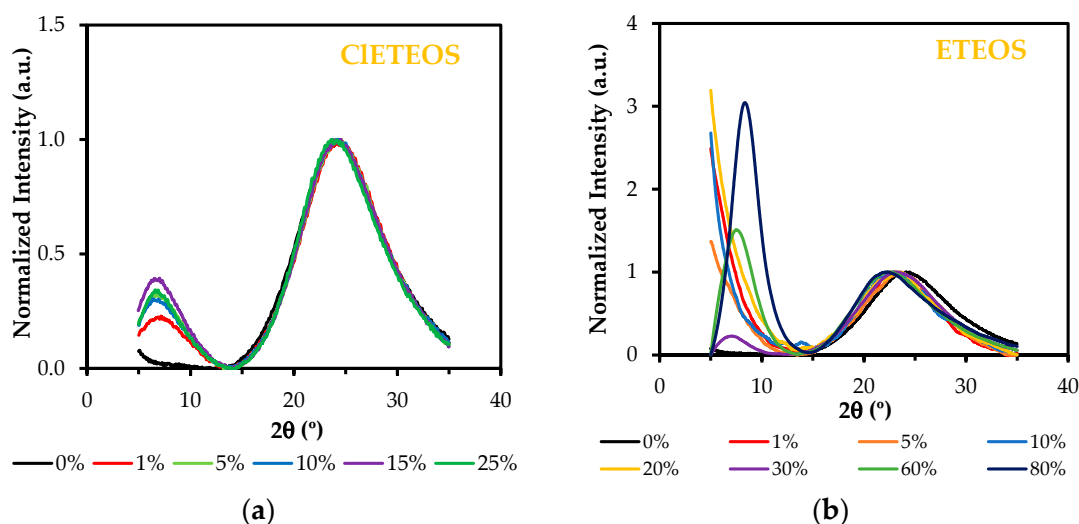 ClETEOS
Normalized Intensity (a.u.)
1.5
1.0
0.5
0.0
0 10 20 30 40
2θ (º)
0% 1% 5% 10% 15% 25%
(a)
ETEOS
Normalized Intensity (a.u.)
4
3
2
1
0
0 10 20 30 40
2θ (º)
0% 1% 5% 10%
20% 30% 60% 80%
(b)